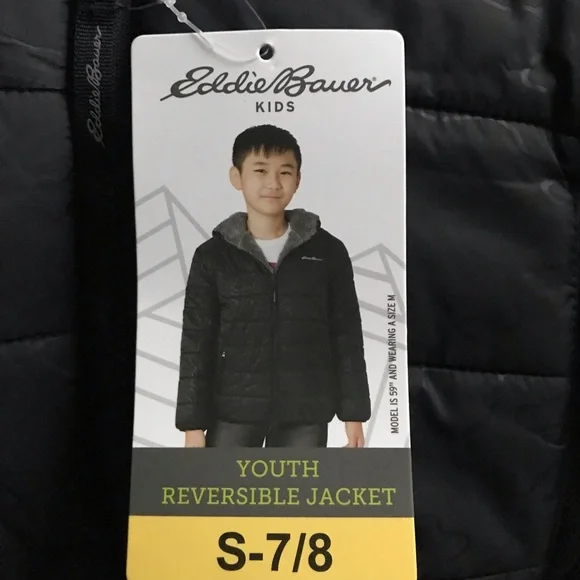 Eddie Bauer
Eddie Bauer®
KIDS
Eddie Bauer
MODEL IS 59" AND WEARING A SIZE M
YOUTH
REVERSIBLE JACKET
S-7/8